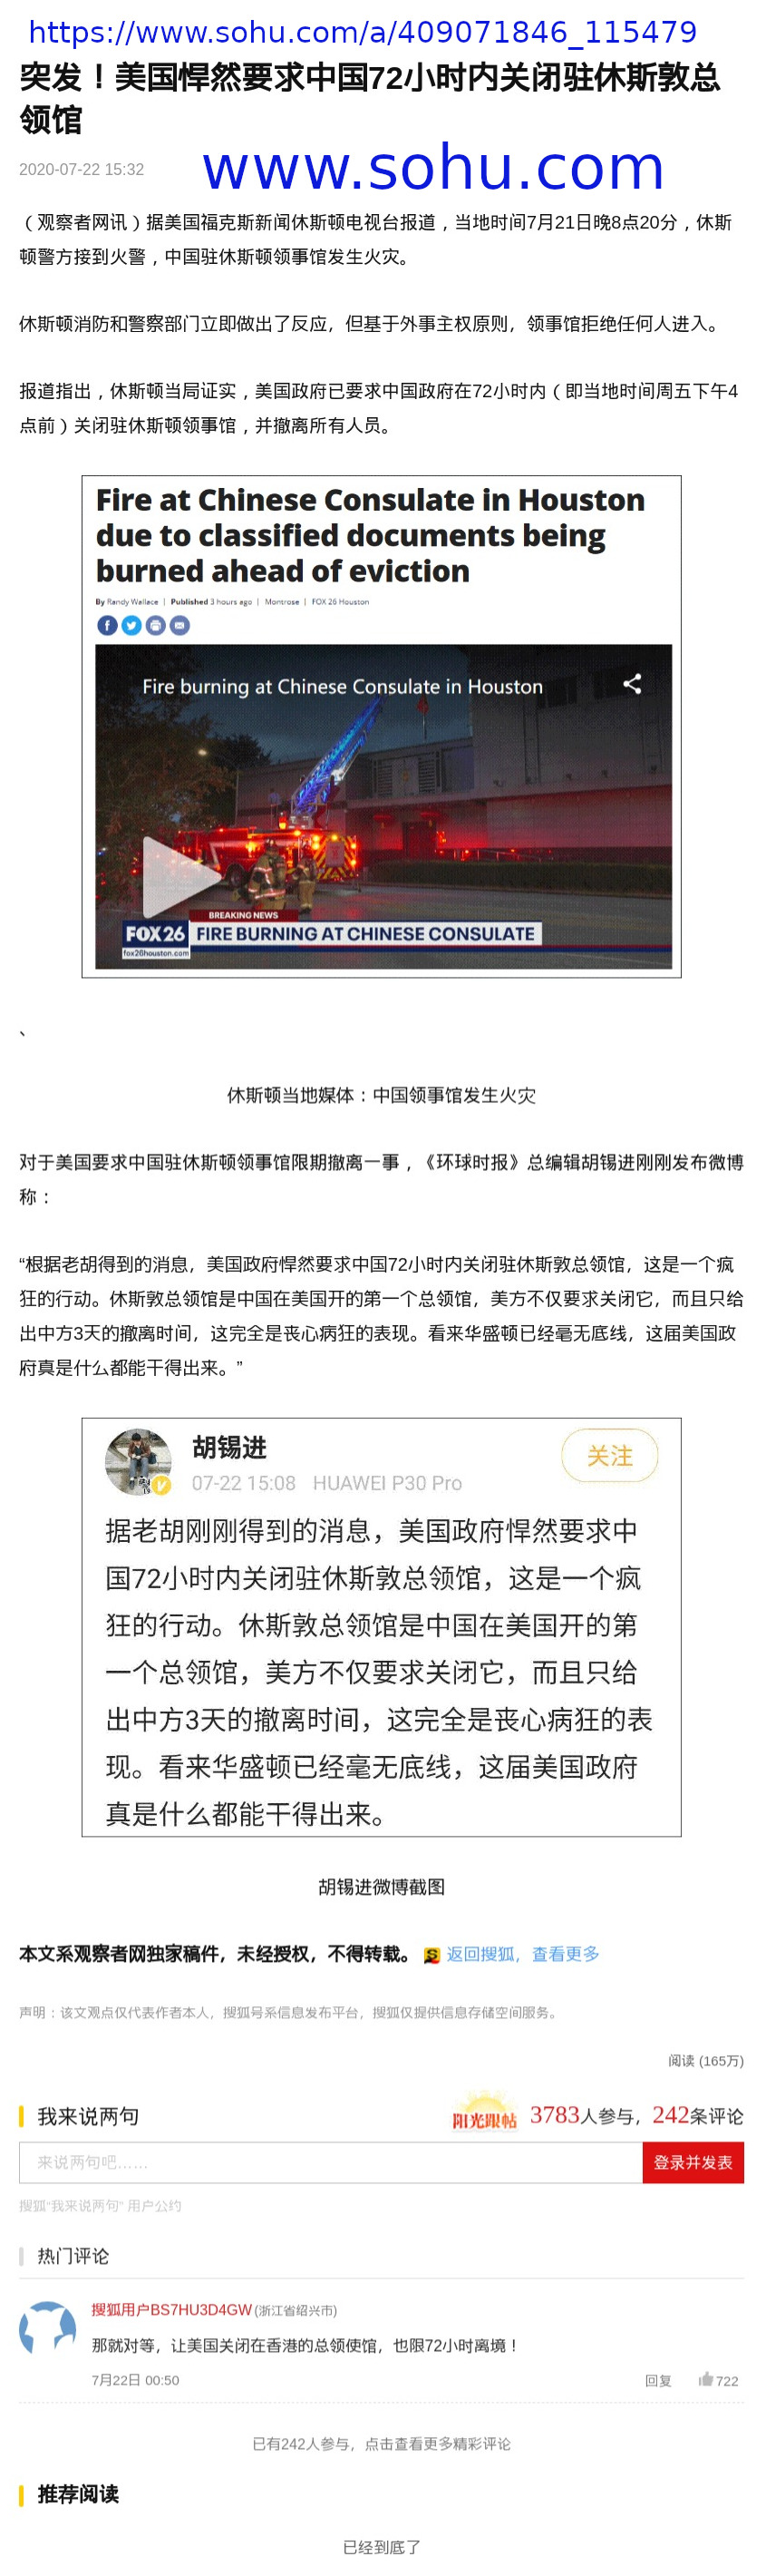 https://www.sohu.com/a/409071846_115479
突发！美国悍然要求中国72小时内关闭驻休斯敦总
领馆
2020-07-22 15:32
www.sohu.com
（观察者网讯）据美国福克斯新闻休斯顿电视台报道，当地时间7月21日晚8点20分，休斯
顿警方接到火警，中国驻休斯顿领事馆发生火灾。
休斯顿消防和警察部门立即做出了反应，但基于外事主权原则，领事馆拒绝任何人进入。
报道指出，休斯顿当局证实，美国政府已要求中国政府在72小时内（即当地时间周五下午4
点前）关闭驻休斯顿领事馆，并撤离所有人员。
Fire at Chinese Consulate in Houston
due to classified documents being
burned ahead of eviction
By Randy Wallace | Published 3 hours ago | Montrose | FOX 26 Houston
Fire burning at Chinese Consulate in Houston
BREAKING NEWS
FOX 26 FIRE BURNING AT CHINESE CONSULATE
fox26houston.com
、
休斯顿当地媒体：中国领事馆发生火灾
对于美国要求中国驻休斯顿领事馆限期撤离一事，《环球时报》总编辑胡锡进刚刚发布微博
称：
“根据老胡得到的消息，美国政府悍然要求中国72小时内关闭驻休斯敦总领馆，这是一个疯
狂的行动。休斯敦总领馆是中国在美国开的第一个总领馆，美方不仅要求关闭它，而且只给
出中方3天的撤离时间，这完全是丧心病狂的表现。看来华盛顿已经毫无底线，这届美国政
府真是什么都能干得出来。”
胡锡进
关注
07-22 15:08 HUAWEI P30 Pro
据老胡刚刚得到的消息，美国政府悍然要求中
国72小时内关闭驻休斯敦总领馆，这是一个疯
狂的行动。休斯敦总领馆是中国在美国开的第
一个总领馆，美方不仅要求关闭它，而且只给
出中方3天的撤离时间，这完全是丧心病狂的表
现。看来华盛顿已经毫无底线，这届美国政府
真是什么都能干得出来。
胡锡进微博截图
本文系观察者网独家稿件，未经授权，不得转载。 返回搜狐，查看更多
声明：该文观点仅代表作者本人，搜狐号系信息发布平台，搜狐仅提供信息存储空间服务。
阅读 (165万)
我来说两句 阳光跟帖 3783人参与，242条评论
来说两句吧...... 登录并发表
搜狐“我来说两句” 用户公约
热门评论
搜狐用户BS7HU3D4GW (浙江省绍兴市)
那就对等，让美国关闭在香港的总领使馆，也限72小时离境！
7月22日 00:50 回复 722
已有242人参与，点击查看更多精彩评论
推荐阅读
已经到底了